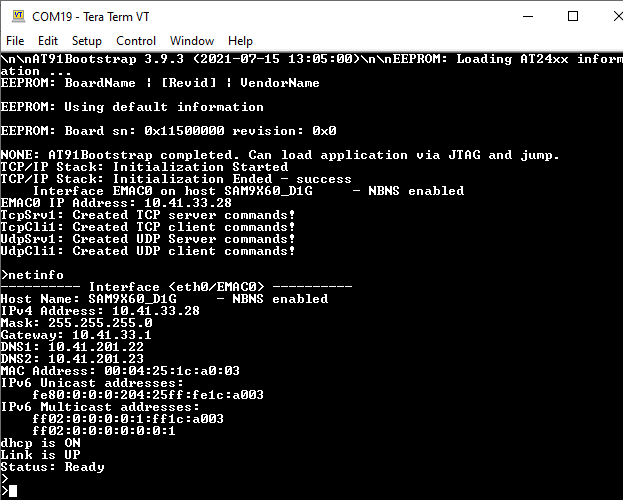 COM19 - Tera Term VT
File Edit Setup Control Window Help
\n\nAT91Bootstrap 3.9.3 (2021-07-15 13:05:00)\n\nEEPROM: Loading AT24xx inform
ation ...
EEPROM: BoardName | [Revid] | VendorName
EEPROM: Using default information
EEPROM: Board sn: 0x11500000 revision: 0x0
NONE: AT91Bootstrap completed. Can load application via JTAG and jump.
TCP/IP Stack: Initialization Started
TCP/IP Stack: Initialization Ended - success
    Interface EMAC0 on host SAM9X60_D1G     - NBNS enabled
EMAC0 IP Address: 10.41.33.28
TcpSrv1: Created TCP server commands!
TcpCli1: Created TCP client commands!
UdpSrv1: Created UDP Server commands!
UdpCli1: Created UDP client commands!
>netinfo
---------- Interface <eth0/EMAC0> ----------
Host Name: SAM9X60_D1G     - NBNS enabled
IPv4 Address: 10.41.33.28
Mask: 255.255.255.0
Gateway: 10.41.33.1
DNS1: 10.41.201.22
DNS2: 10.41.201.23
MAC Address: 00:04:25:1c:a0:03
IPv6 Unicast addresses:
    fe80:0:0:0:204:25ff:fe1c:a003
IPv6 Multicast addresses:
    ff02:0:0:0:0:1:ff1c:a003
    ff02:0:0:0:0:0:0:1
dhcp is ON
Link is UP
Status: Ready
>
>